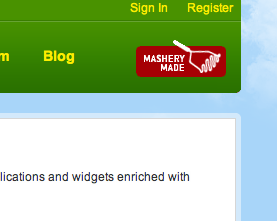 Sign In Register
m Blog
MASHERY
MADE
lications and widgets enriched with